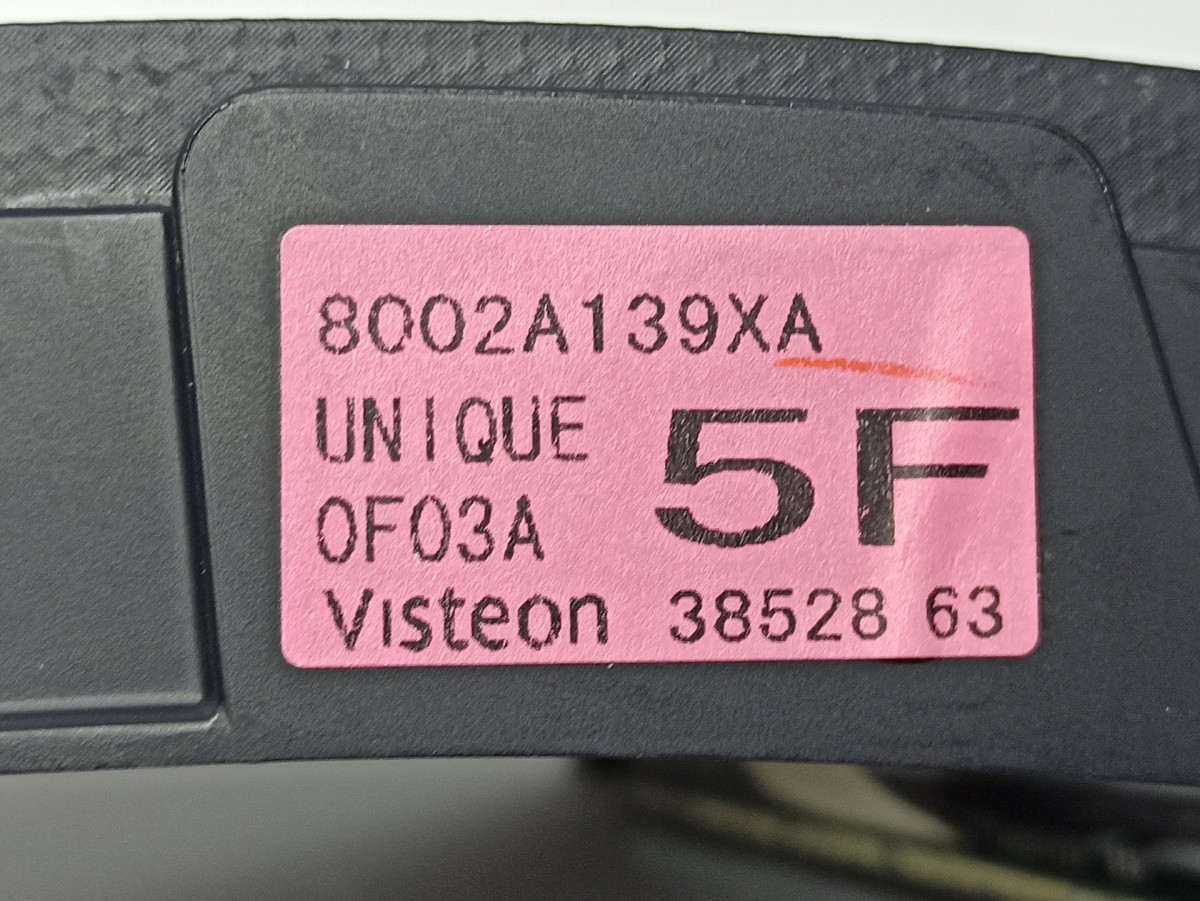 8002A139XA
UNIQUE
5F
0F03A
Visteon 38528 63